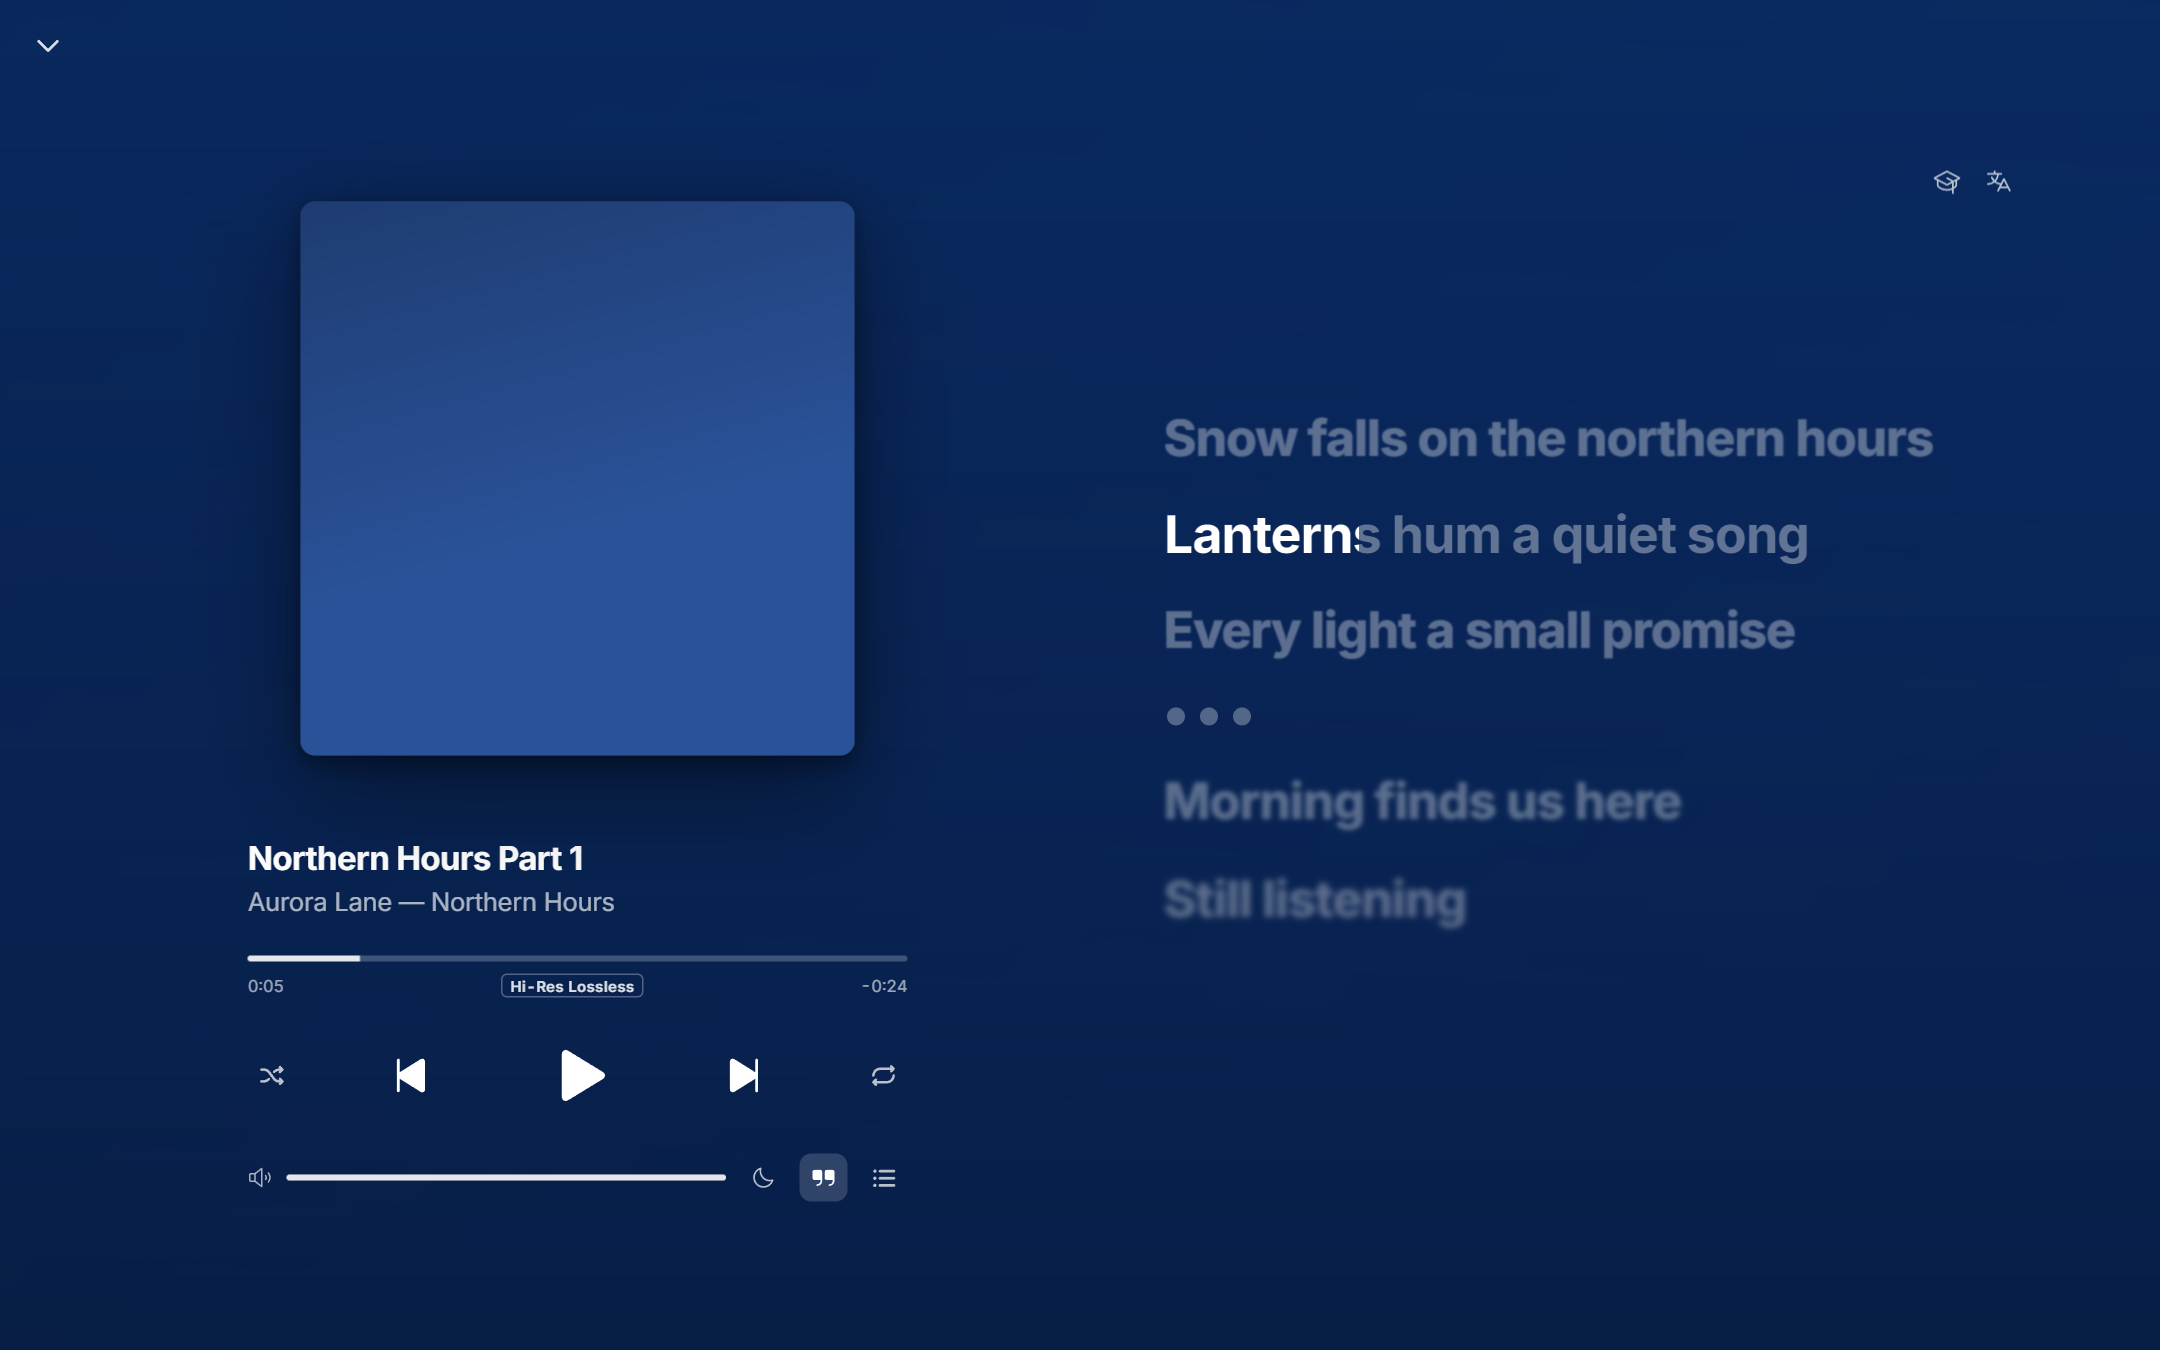 Snow falls on the northern hours
Lanterns hum a quiet song
Every light a small promise
Morning finds us here
Still listening
Northern Hours Part 1
Aurora Lane — Northern Hours
0:05
Hi-Res Lossless
-0:24